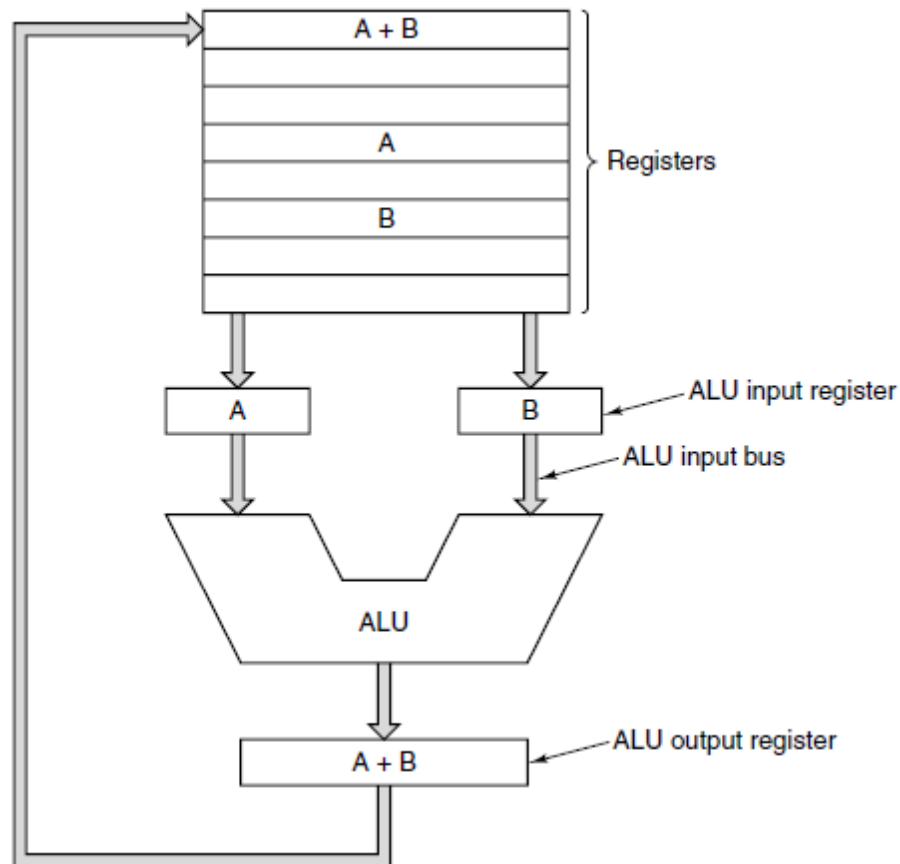 A + B
A
Registers
B
A
B
ALU input register
ALU input bus
ALU
ALU output register
A + B